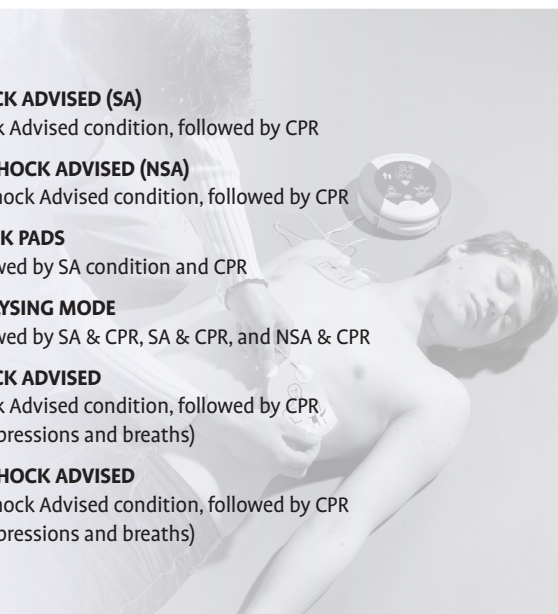 CK ADVISED (SA)
k Advised condition, followed by CPR
HOCK ADVISED (NSA)
hock Advised condition, followed by CPR
K PADS
wed by SA condition and CPR
YSING MODE
wed by SA & CPR, SA & CPR, and NSA & CPR
CK ADVISED
k Advised condition, followed by CPR
pressions and breaths)
HOCK ADVISED
hock Advised condition, followed by CPR
pressions and breaths)